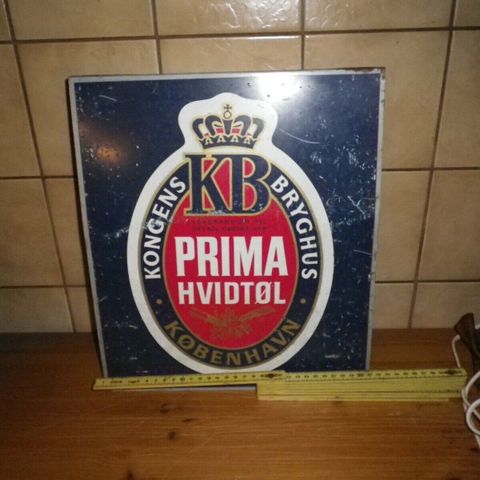 KB
KONGENS BRYGHUS
PRIMA
HVIDTØL
· KØBENHAVN ·